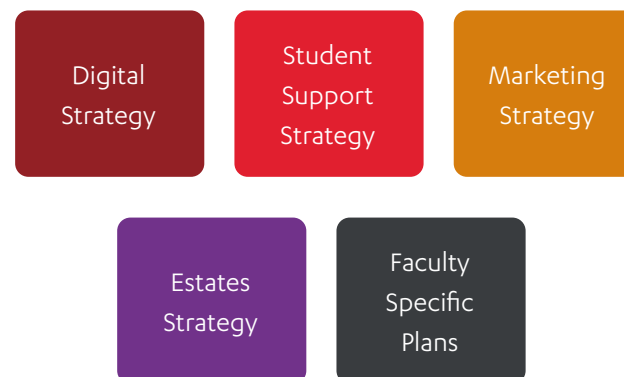 Digital
Strategy
Student
Support
Strategy
Marketing
Strategy
Estates
Strategy
Faculty
Specific
Plans